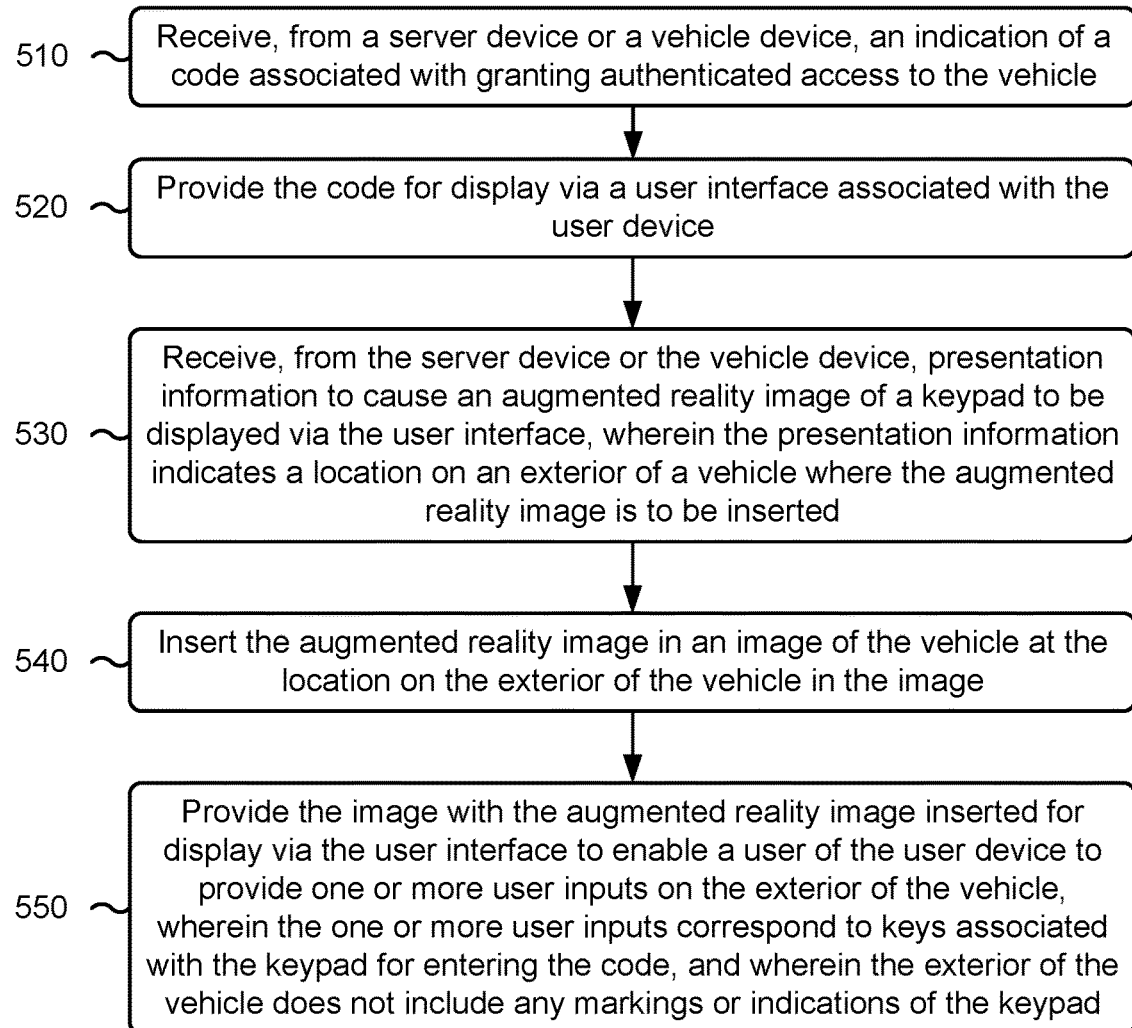 510
Receive, from a server device or a vehicle device, an indication of a
code associated with granting authenticated access to the vehicle
520
Provide the code for display via a user interface associated with the
user device
530
Receive, from the server device or the vehicle device, presentation
information to cause an augmented reality image of a keypad to be
displayed via the user interface, wherein the presentation information
indicates a location on an exterior of a vehicle where the augmented
reality image is to be inserted
540
Insert the augmented reality image in an image of the vehicle at the
location on the exterior of the vehicle in the image
550
Provide the image with the augmented reality image inserted for
display via the user interface to enable a user of the user device to
provide one or more user inputs on the exterior of the vehicle,
wherein the one or more user inputs correspond to keys associated
with the keypad for entering the code, and wherein the exterior of the
vehicle does not include any markings or indications of the keypad